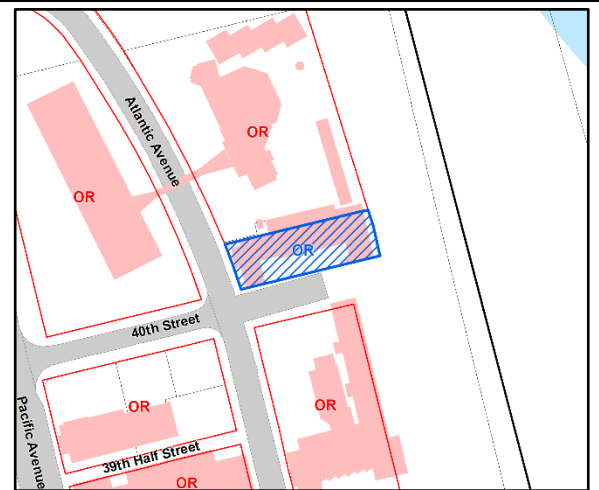 Atlantic Avenue
OR
OR
OR
40th Street
OR
OR
Pacific Avenue
39th Half Street
OR